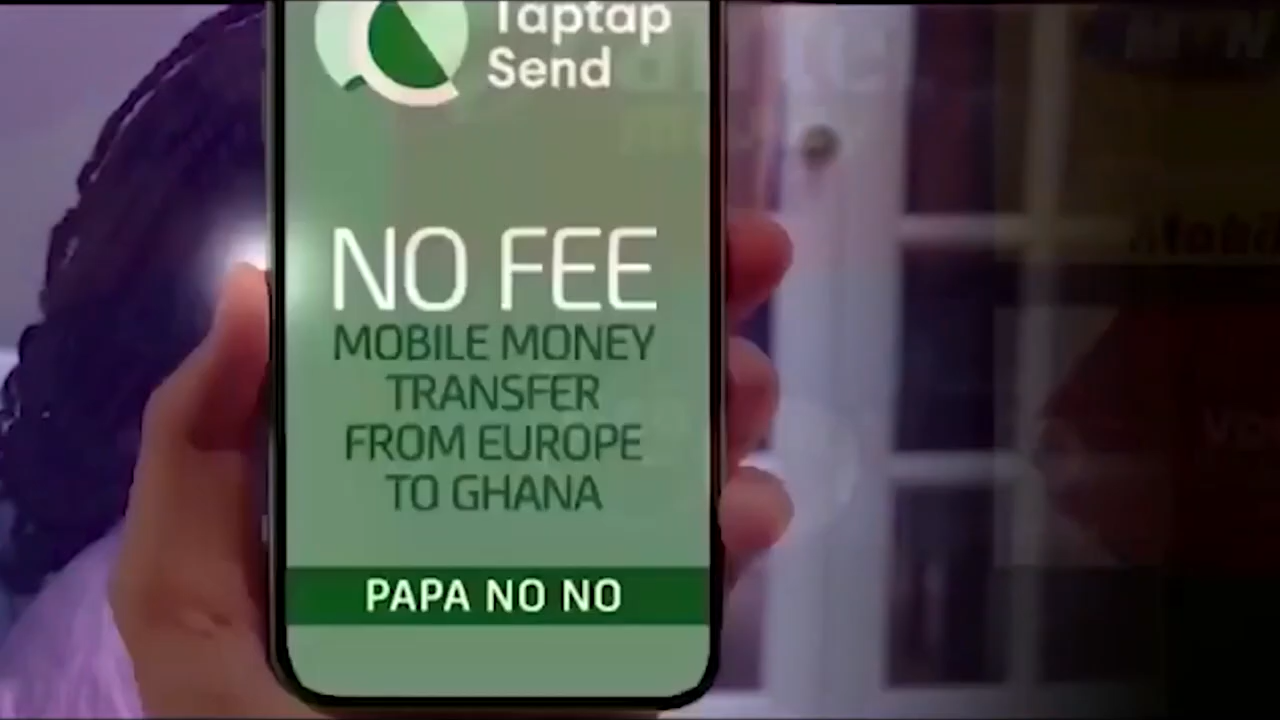 Taptap
Send
NO FEE
MOBILE MONEY
TRANSFER
FROM EUROPE
TO GHANA
PAPA NO NO